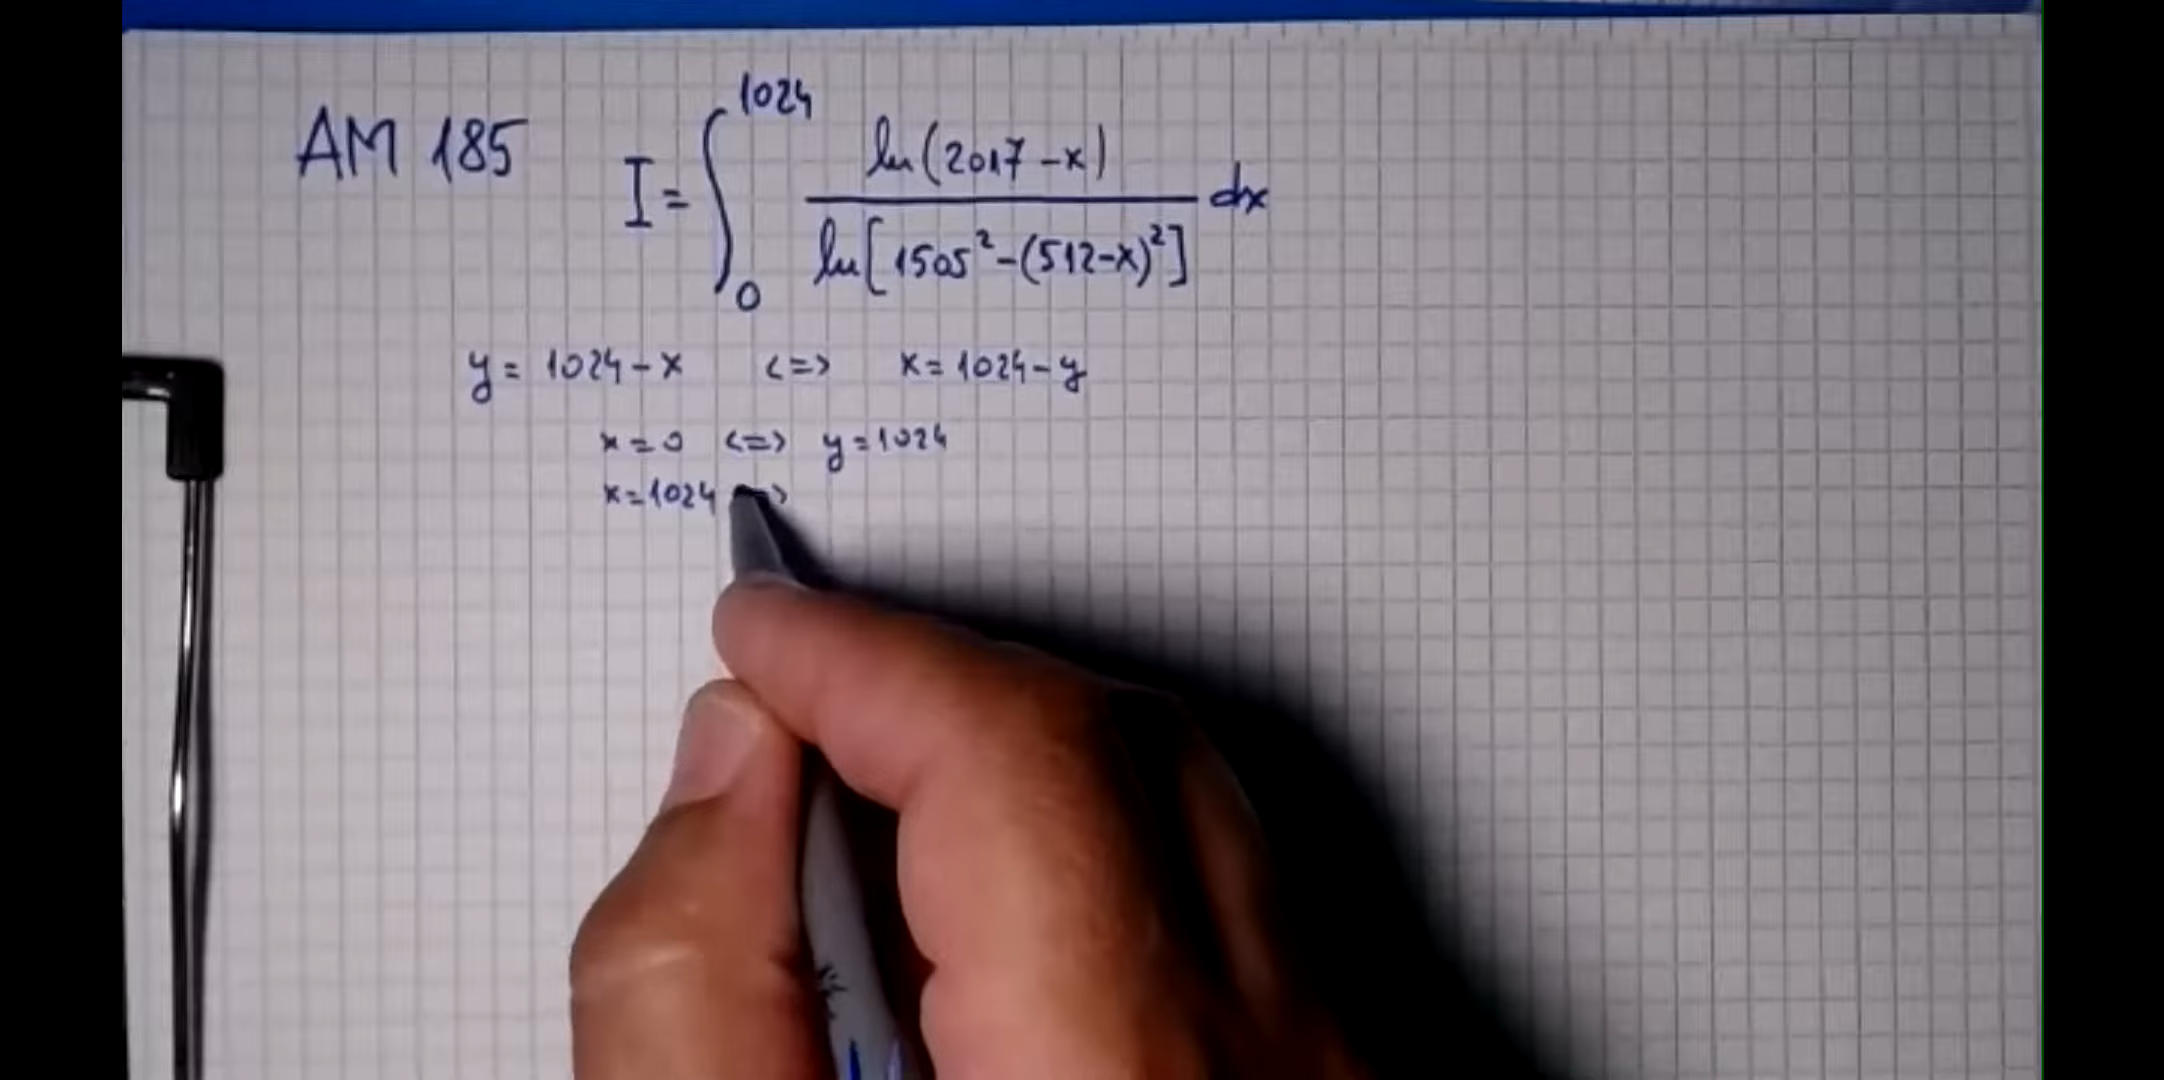 AM 185 I = ∫₀¹⁰²⁴ ln(2017-x) / ln[1505²-(512-x)²] dx
y = 1024-x <=> x = 1024-y
x = 0 <=> y = 1024
x = 1024 =>